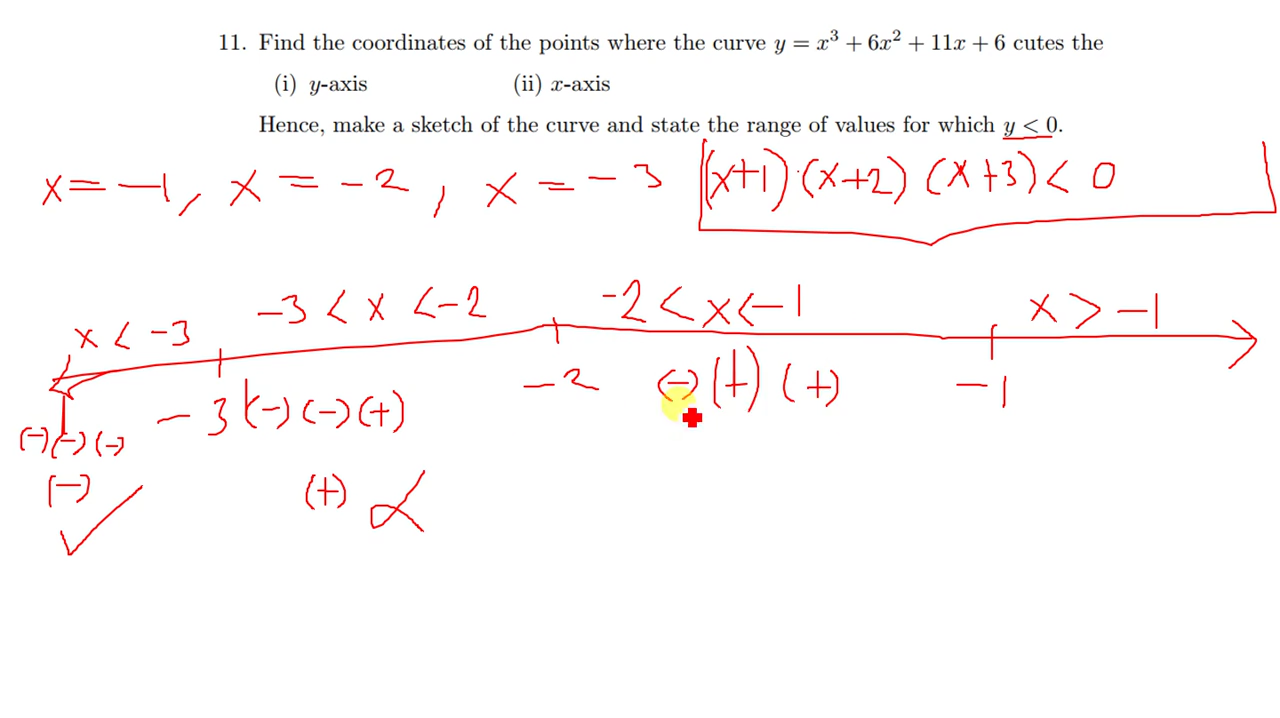 11. Find the coordinates of the points where the curve y = x³ + 6x² + 11x + 6 cutes the
(i) y-axis (ii) x-axis
Hence, make a sketch of the curve and state the range of values for which y < 0.
x = -1, x = -2, x = -3 (x+1)(x+2)(x+3) < 0
x < -3 -3 < x < -2 -2 < x < -1 x > -1
-3 -2 -1
(-)(-)(-) (-)(-)(+) (-)(+)(+)
(-) (+)